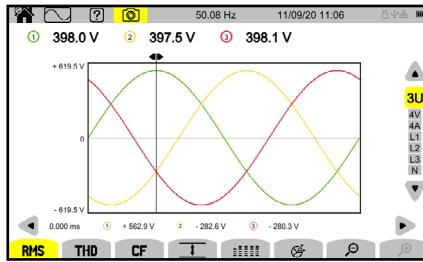 ? 50.08 Hz 11/09/20 11:06
1 398.0 V 2 397.5 V 3 398.1 V
+ 619.5 V
0
- 619.5 V
3U
4V
4A
L1
L2
L3
N
0.000 ms 1 + 562.9 V 2 - 282.6 V 3 - 280.3 V
RMS THD CF